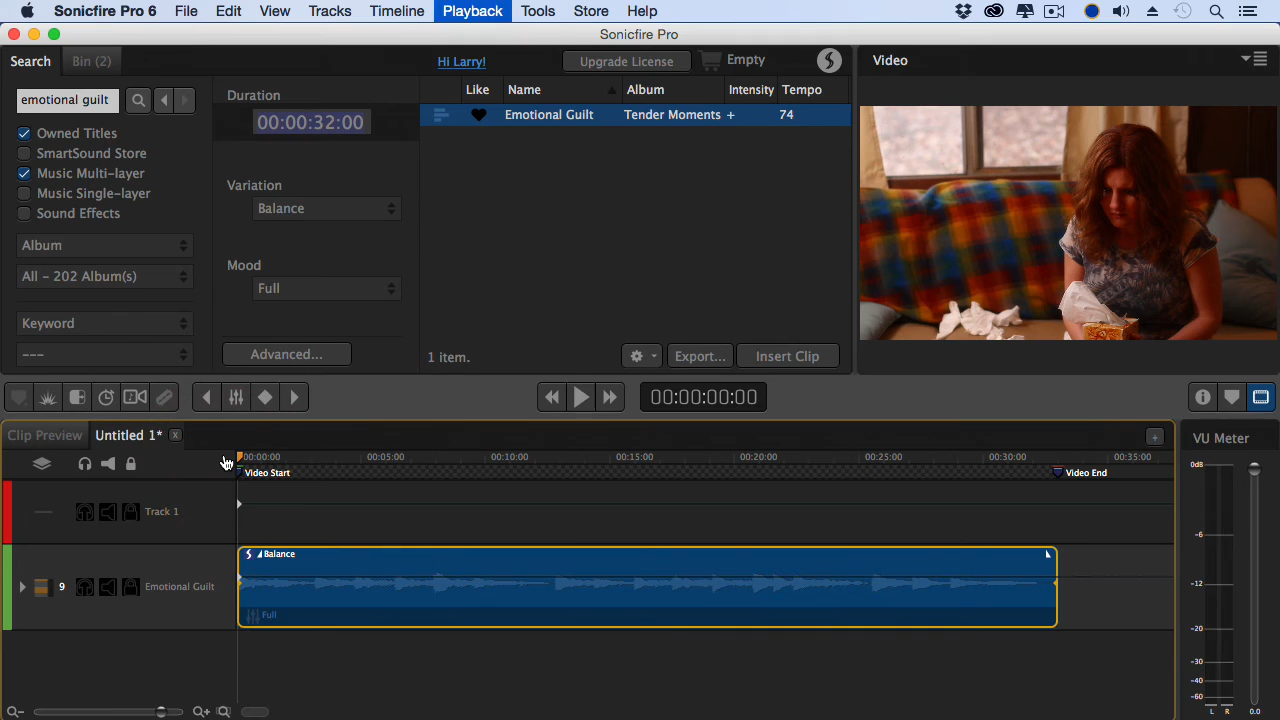 Sonicfire Pro 6 File Edit View Tracks Timeline Playback Tools Store Help
Sonicfire Pro
Search Bin (2) Hi Larry! Upgrade License Empty Video
emotional guilt
Owned Titles
SmartSound Store
Music Multi-layer
Music Single-layer
Sound Effects
Album
All - 202 Album(s)
Keyword
---
Duration
00:00:32:00
Variation
Balance
Mood
Full
Advanced...
Like Name Album Intensity Tempo
Emotional Guilt Tender Moments + 74
1 item. Export... Insert Clip
00:00:00:00
Clip Preview Untitled 1* x +
00:00:00 00:05:00 00:10:00 00:15:00 00:20:00 00:25:00 00:30:00 00:35:00
Video Start Video End
Track 1
9 Emotional Guilt
Balance
Full
VU Meter
0dB
-6
-12
-20
-30
-40
-60
L R 0.0